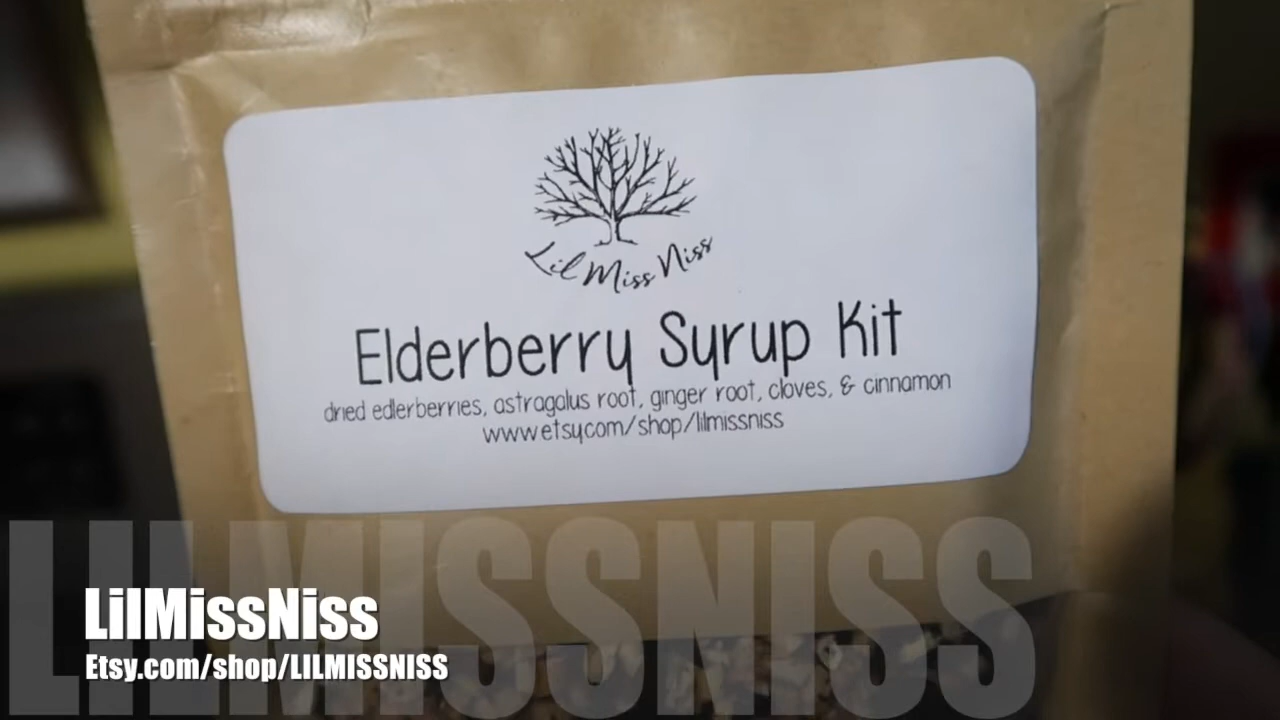 Lil Miss Niss
Elderberry Syrup Kit
dried edlerberries, astragalus root, ginger root, cloves, & cinnamon
www.etsy.com/shop/lilmissniss
LILMISSNISS
LilMissNiss
Etsy.com/shop/LILMISSNISS